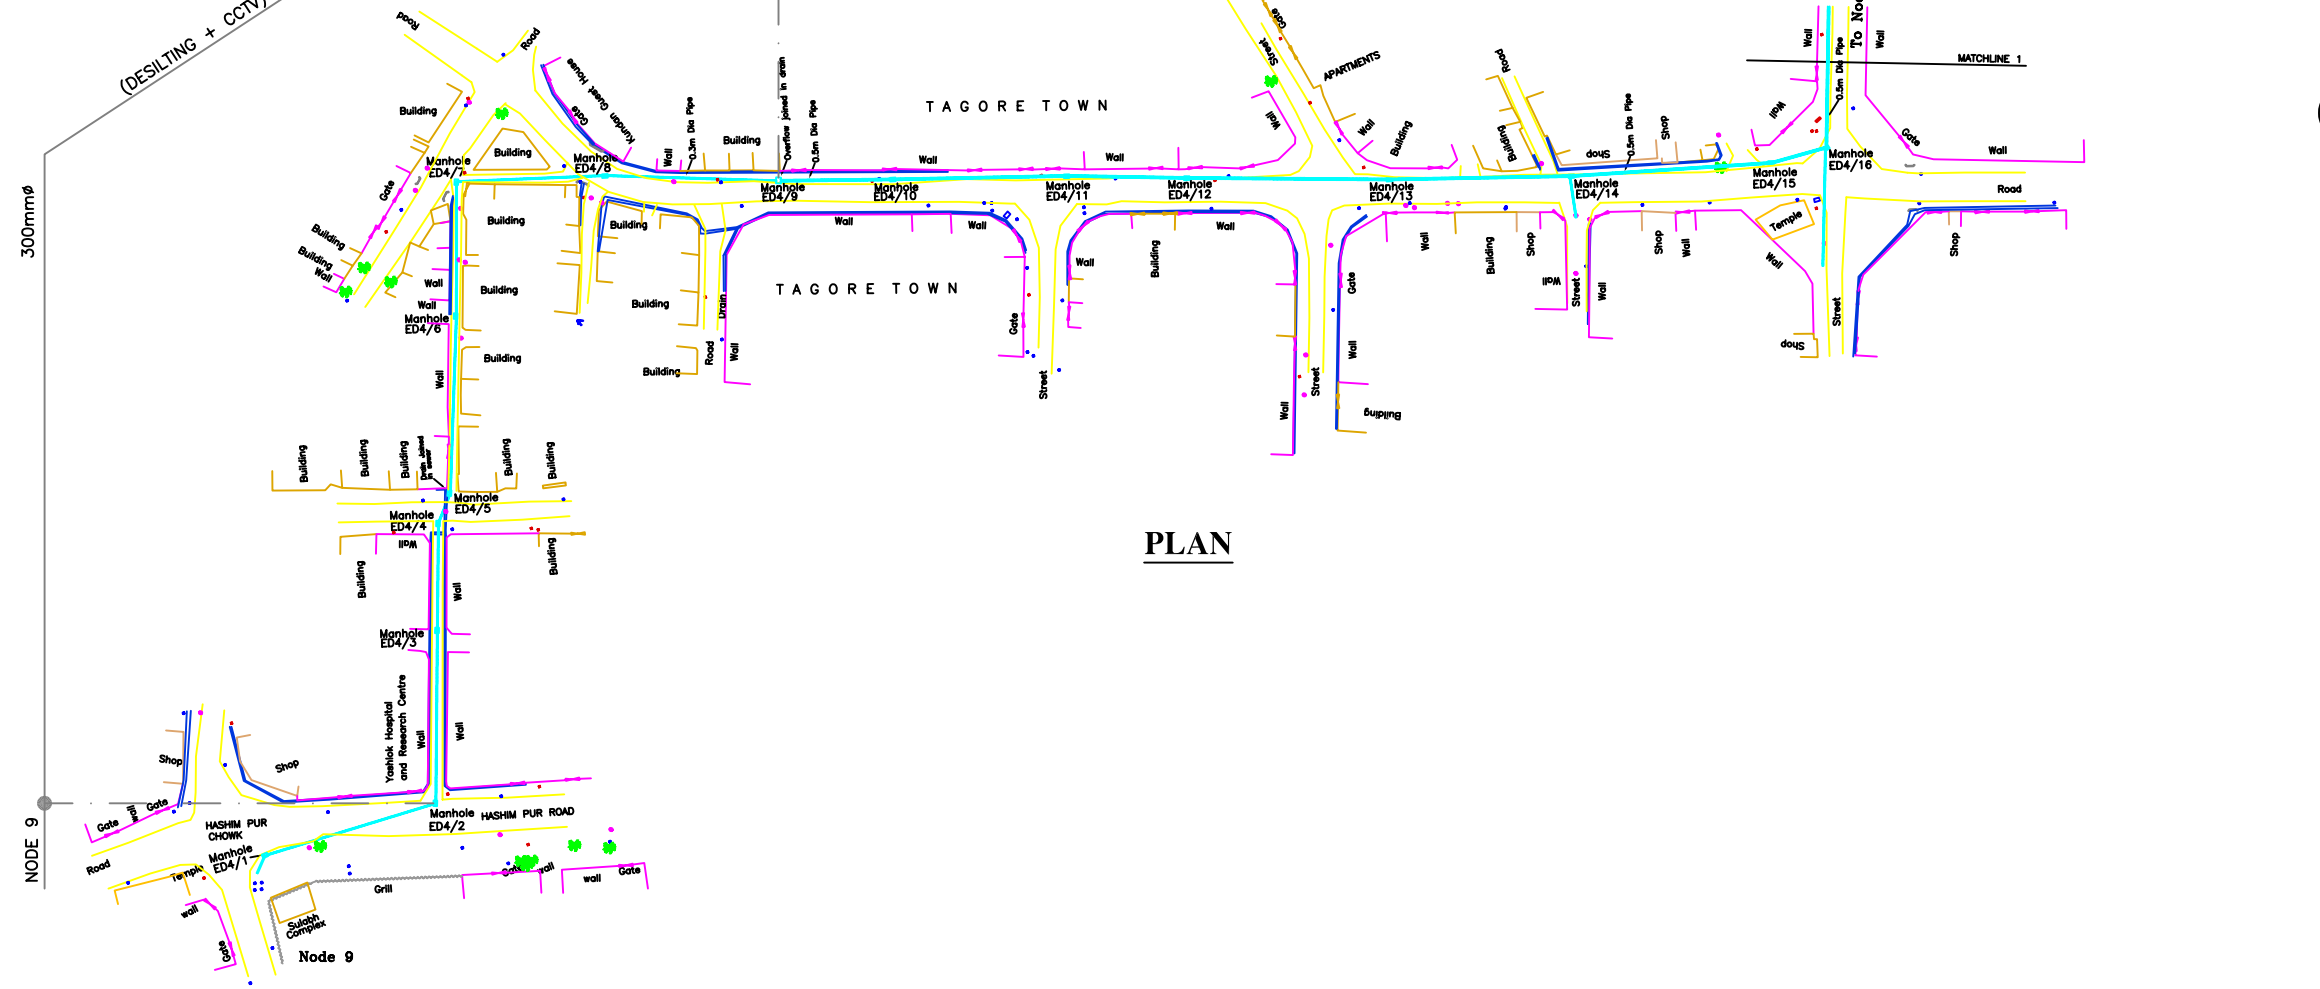 (DESILTING + CCTV)
Road
Road
Gate
Street
APARTMENTS
Road
Wall
To
0.5m Dia Pipe
Wall
MATCHLINE 1
Kundan Guest House
Gate
Building
Manhole
ED4/7
Building
Manhole
ED4/8
Wall
0.3m Dia Pipe
Building
Overflow joined in drain
0.5m Dia Pipe
TAGORE TOWN
Wall
Wall
Wall
Wall
Building
Building
Shop
0.5m Dia Pipe
Shop
Wall
Gate
Wall
Manhole
ED4/9
Manhole
ED4/10
Manhole
ED4/11
Manhole
ED4/12
Manhole
ED4/13
Manhole
ED4/14
Manhole
ED4/15
Manhole
ED4/16
Road
300mmØ
Gate
Building
Building
Wall
Building
Building
Wall
Wall
Wall
Temple
Wall
Building
Wall
Building
Shop
Wall
Street
Wall
Shop
Wall
Wall
Shop
Wall
Building
Wall
Manhole
ED4/6
Building
Drain
TAGORE TOWN
Gate
Gate
Street
Shop
Building
Wall
Building
Road
Wall
Street
Wall
Street
Wall
Building
Building
Building
Building
Drain Joined
in sewer
Building
Building
Manhole
ED4/5
Manhole
ED4/4
Wall
Building
Building
Wall
PLAN
Manhole
ED4/3
Yashlok Hospital
and Research Centre
Wall
Wall
Shop
Shop
Gate
Wall
Gate
HASHIM PUR
CHOWK
Manhole
ED4/2
HASHIM PUR ROAD
NODE 9
Road
Manhole
ED4/1
Temple
wall
Gate
Grill
Gate
wall
wall
Gate
Sulabh
Complex
Node 9